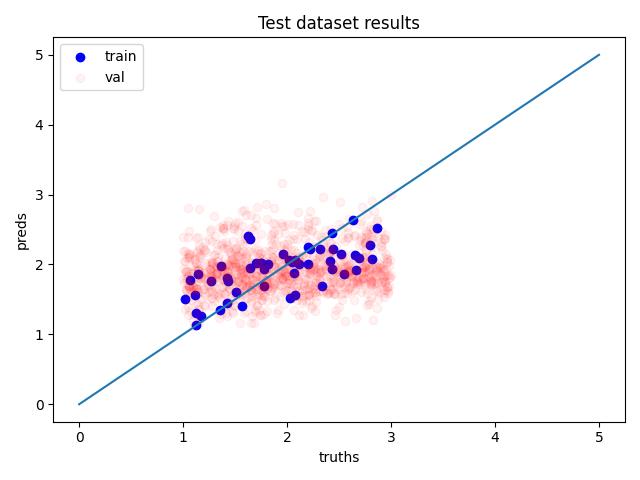 Test dataset results
train
val
5
4
3
2
1
0
preds
0 1 2 3 4 5
truths